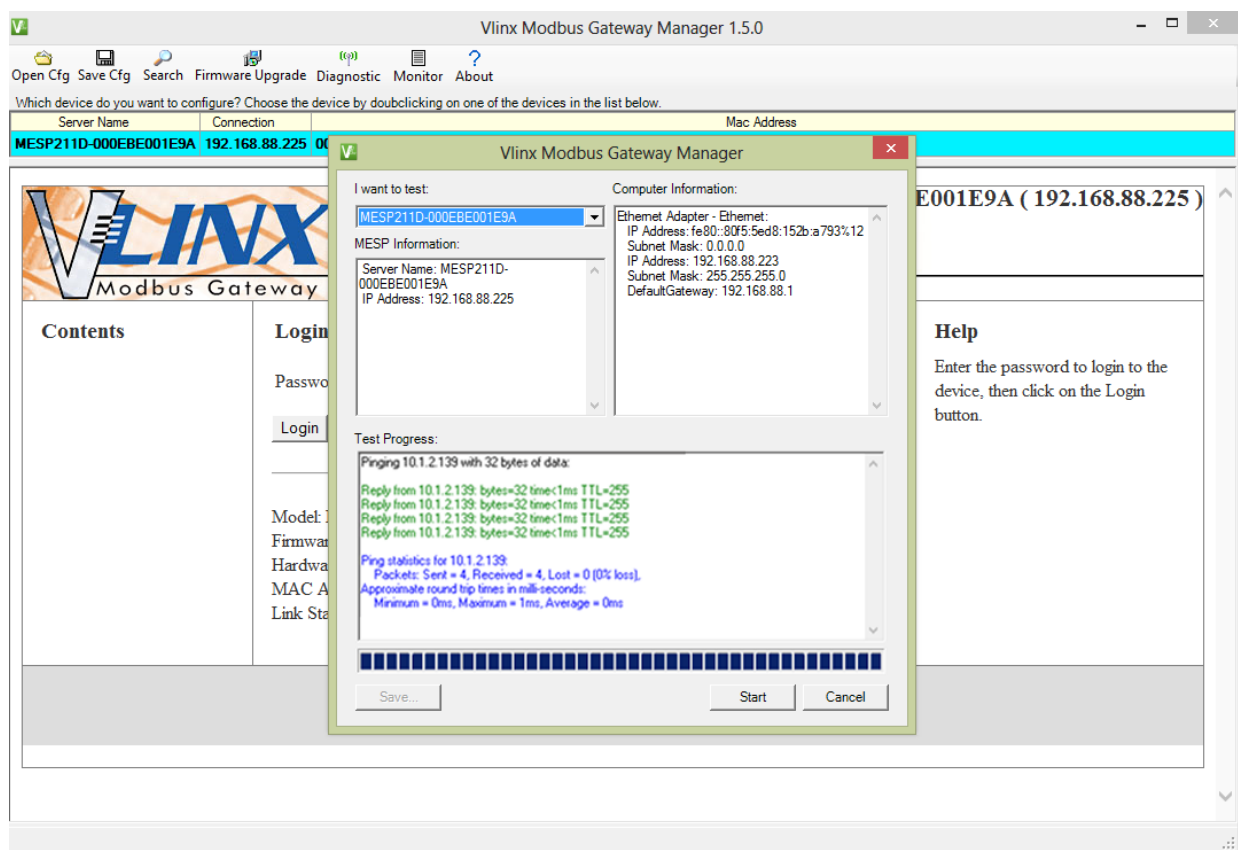 Vlinx Modbus Gateway Manager 1.5.0
Open Cfg Save Cfg Search Firmware Upgrade Diagnostic Monitor About
Which device do you want to configure? Choose the device by doubclicking on one of the devices in the list below.
Server Name Connection Mac Address
MESP211D-000EBE001E9A 192.168.88.225 00
E001E9A ( 192.168.88.225 )
VLINX
Modbus Gateway
Contents
Login
Passwo
Login
Model:
Firmwar
Hardwa
MAC A
Link Sta
Vlinx Modbus Gateway Manager
I want to test:
MESP211D-000EBE001E9A
MESP Information:
Server Name: MESP211D-
000EBE001E9A
IP Address: 192.168.88.225
Computer Information:
Ethernet Adapter - Ethernet:
IP Address: fe80::80f5:5ed8:152b:a793%12
Subnet Mask: 0.0.0.0
IP Address: 192.168.88.223
Subnet Mask: 255.255.255.0
DefaultGateway: 192.168.88.1
Test Progress:
Pinging 10.1.2.139 with 32 bytes of data:
Reply from 10.1.2.139: bytes=32 time<1ms TTL=255
Reply from 10.1.2.139: bytes=32 time<1ms TTL=255
Reply from 10.1.2.139: bytes=32 time<1ms TTL=255
Reply from 10.1.2.139: bytes=32 time<1ms TTL=255
Ping statistics for 10.1.2.139:
Packets: Sent = 4, Received = 4, Lost = 0 (0% loss),
Approximate round trip times in milli-seconds:
Minimum = 0ms, Maximum = 1ms, Average = 0ms
Save...
Start
Cancel
Help
Enter the password to login to the
device, then click on the Login
button.